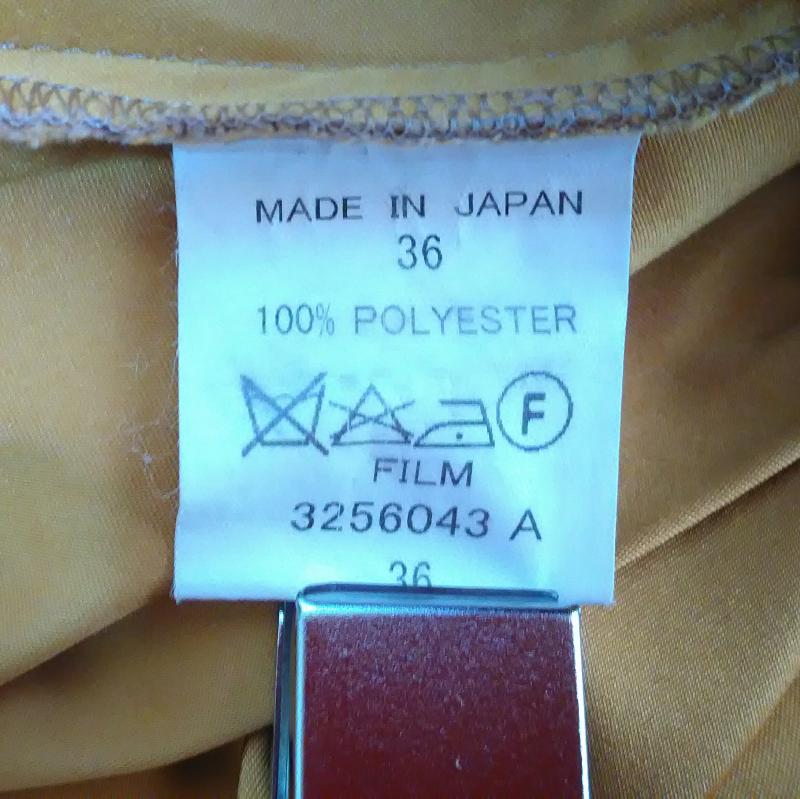 MADE IN JAPAN
36
100% POLYESTER
F
FILM
3256043 A
36